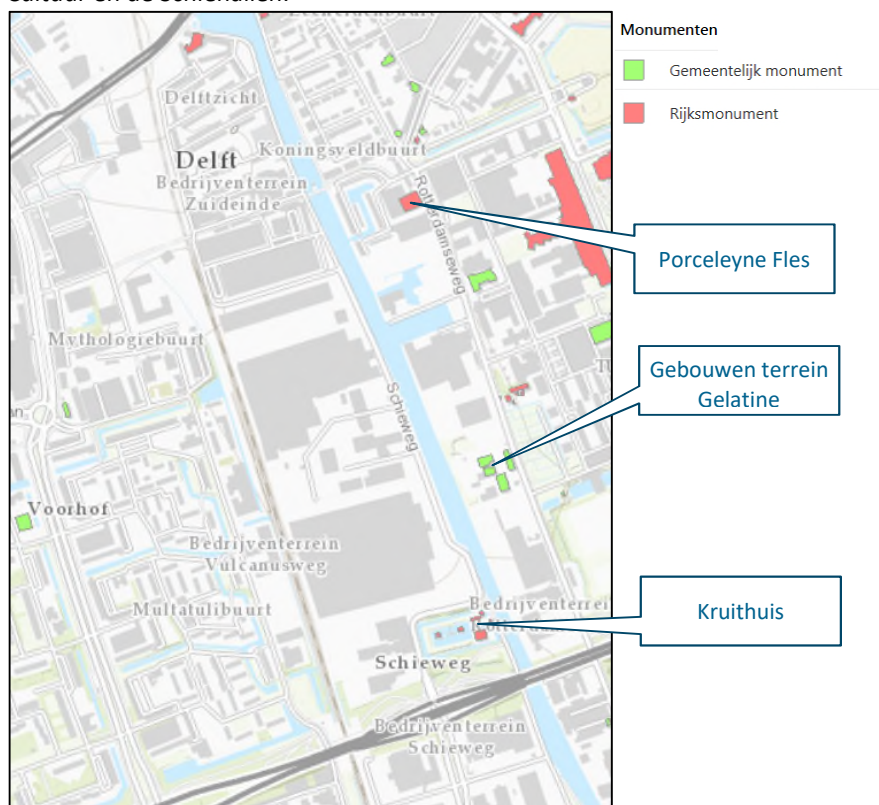 Monumenten
Gemeentelijk monument
Rijksmonument
Delftzicht
Delft
Koningsveldbuurt
Bedrijventerrein
Zuideinde
Rotterdamseweg
Porceleyne Fles
Mythologiebuurt
Gebouwen terrein
Gelatine
Schieweg
Voorhof
Bedrijventerrein
Vulcanusweg
Multatulibuurt
Kruithuis
Schieweg
Bedrijventerrein
Schieweg